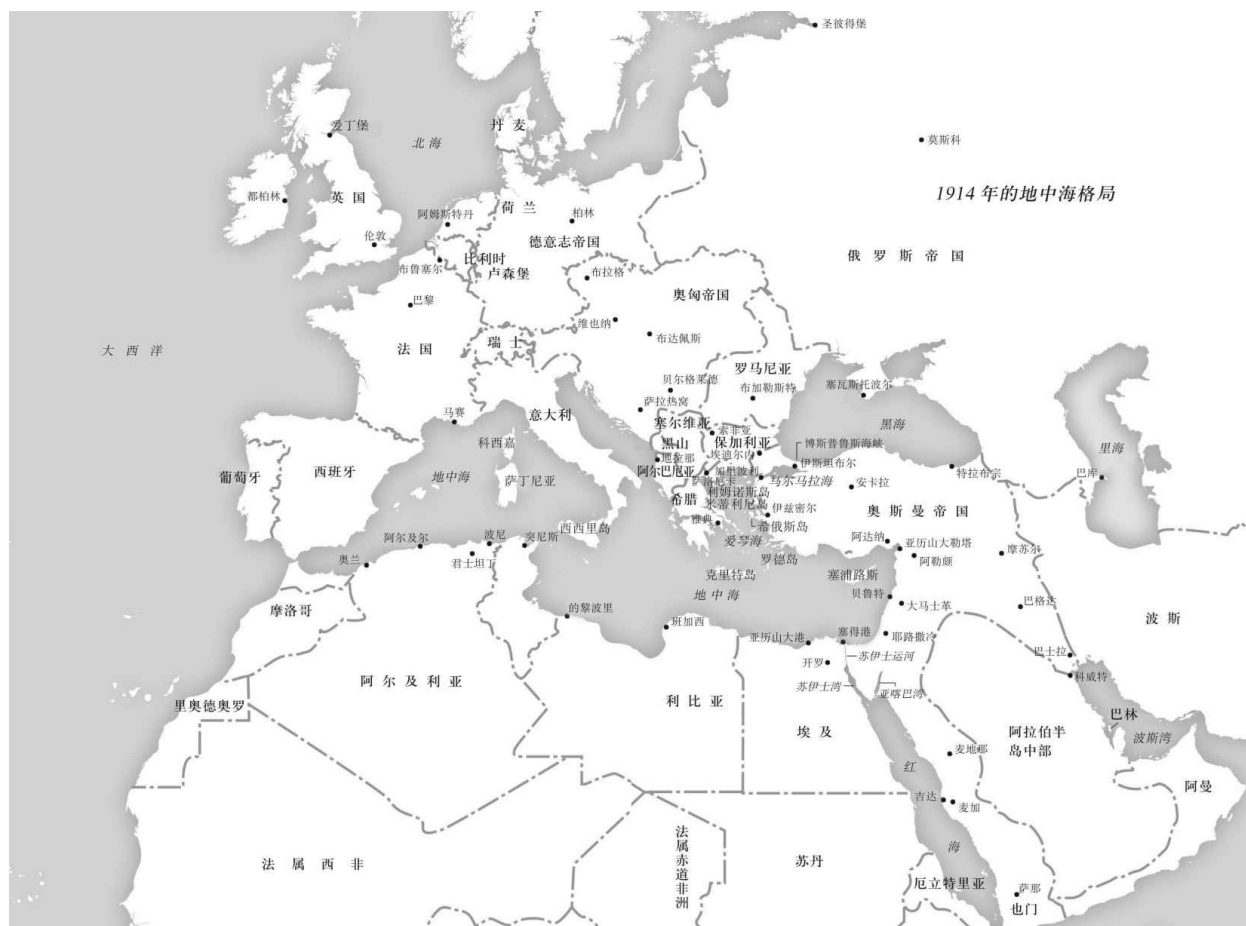 圣彼得堡
爱丁堡
丹麦
莫斯科
北海
1914 年的地中海格局
都柏林
英国
荷兰
阿姆斯特丹
柏林
伦敦
德意志帝国
俄罗斯帝国
比利时
布鲁塞尔
卢森堡
布拉格
奥匈帝国
巴黎
维也纳
布达佩斯
大西洋
法国
瑞士
罗马尼亚
贝尔格莱德
布加勒斯特
塞瓦斯托波尔
萨拉热窝
马赛
意大利
塞尔维亚
索非亚
黑海
里海
科西嘉
黑山
保加利亚
博斯普鲁斯海峡
埃迪尔内
地拉那
伊斯坦布尔
葡萄牙
西班牙
地中海
萨丁尼亚
阿尔巴尼亚
加里波利
马尔马拉海
特拉布宗
巴库
萨洛尼卡
安卡拉
利姆诺斯岛
希腊
米蒂利尼岛
伊兹密尔
奥斯曼帝国
雅典
希俄斯岛
西西里岛
阿尔及尔
波尼
突尼斯
爱琴海
阿达纳
亚历山大勒塔
奥兰
君士坦丁
罗德岛
阿勒颇
摩苏尔
克里特岛
塞浦路斯
地中海
贝鲁特
大马士革
巴格达
摩洛哥
的黎波里
班加西
波斯
亚历山大港
塞得港
耶路撒冷
苏伊士运河
巴士拉
开罗
科威特
阿尔及利亚
苏伊士湾
亚喀巴湾
里奥德奥罗
利比亚
埃及
巴林
阿拉伯半
岛中部
波斯湾
麦地那
红
阿曼
吉达
麦加
法属西非
法属赤道非洲
苏丹
海
厄立特里亚
萨那
也门